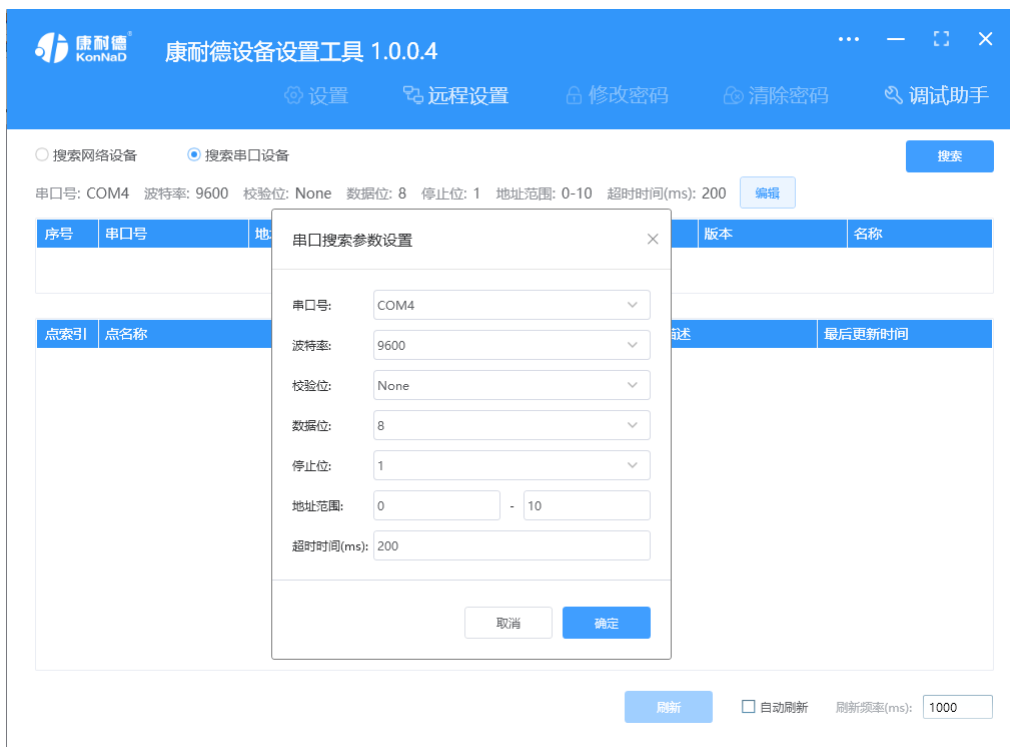 康耐德®
KonNaD
康耐德设备设置工具 1.0.0.4
设置 远程设置 修改密码 清除密码 调试助手
搜索网络设备 搜索串口设备 搜索
串口号: COM4 波特率: 9600 校验位: None 数据位: 8 停止位: 1 地址范围: 0-10 超时时间(ms): 200 编辑
序号 串口号 版本 名称
串口搜索参数设置
串口号: COM4
点索引 点名称 最后更新时间
波特率: 9600
校验位: None
数据位: 8
停止位: 1
地址范围: 0 - 10
超时时间(ms): 200
取消 确定
刷新 自动刷新 刷新频率(ms): 1000